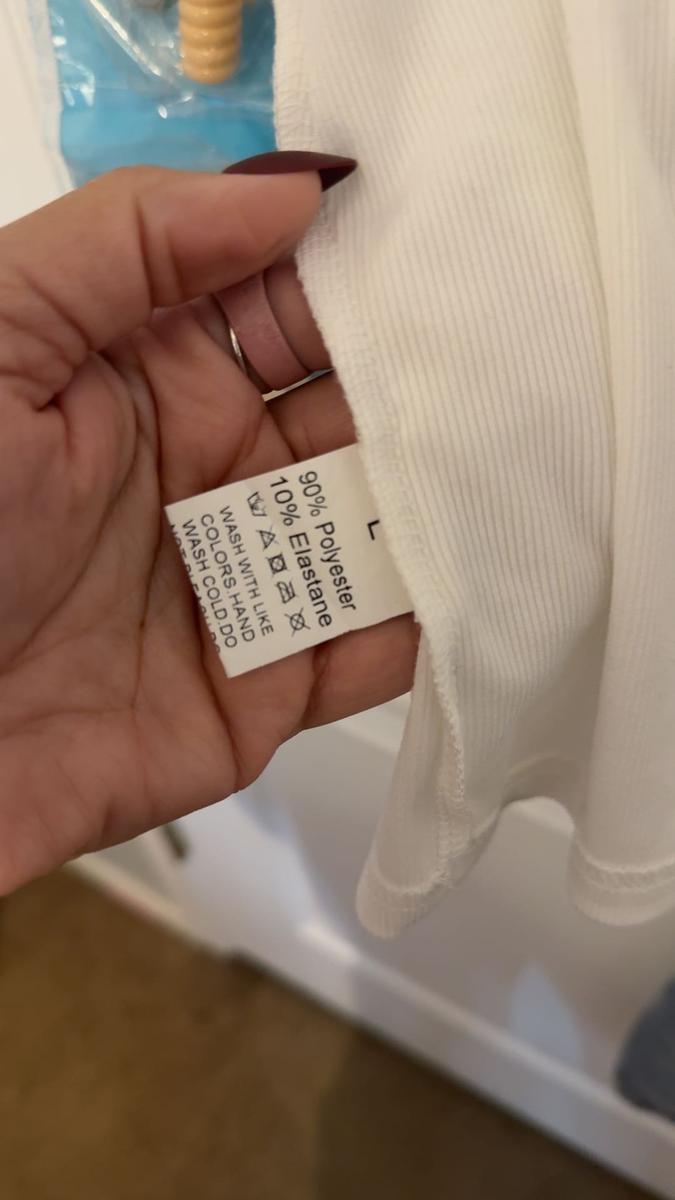 L
90% Polyester
10% Elastane
WASH WITH LIKE
COLORS.HAND
WASH COLD.DO